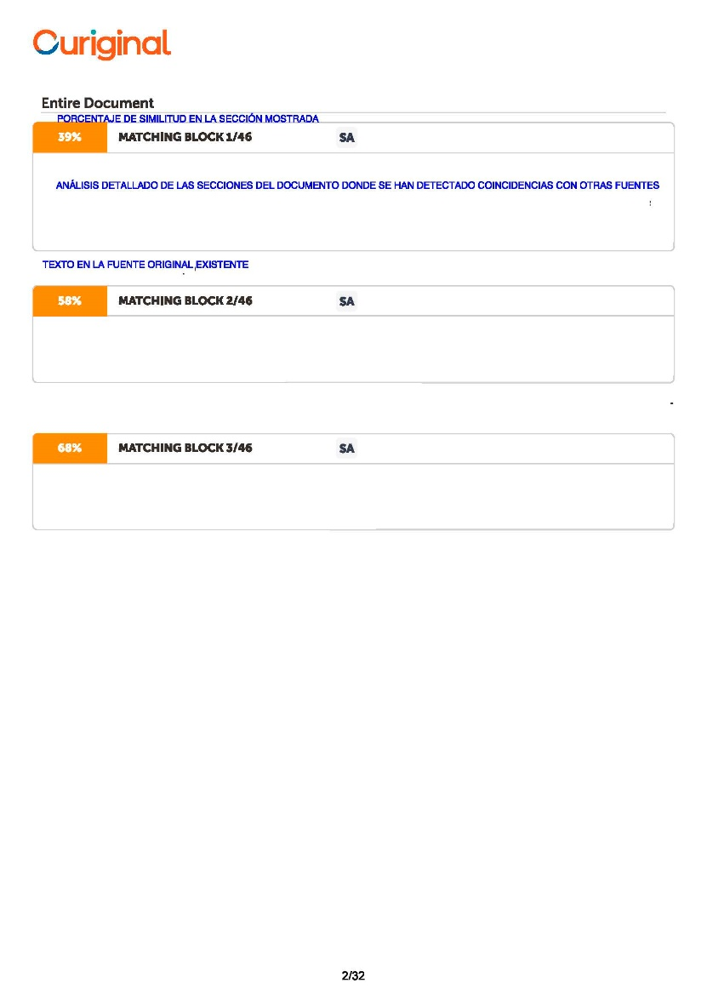 Ouriginal
Entire Document
PORCENTAJE DE SIMILITUD EN LA SECCIÓN MOSTRADA
39% MATCHING BLOCK 1/46 SA
ANÁLISIS DETALLADO DE LAS SECCIONES DEL DOCUMENTO DONDE SE HAN DETECTADO COINCIDENCIAS CON OTRAS FUENTES
TEXTO EN LA FUENTE ORIGINAL EXISTENTE
58% MATCHING BLOCK 2/46 SA
68% MATCHING BLOCK 3/46 SA
2/32